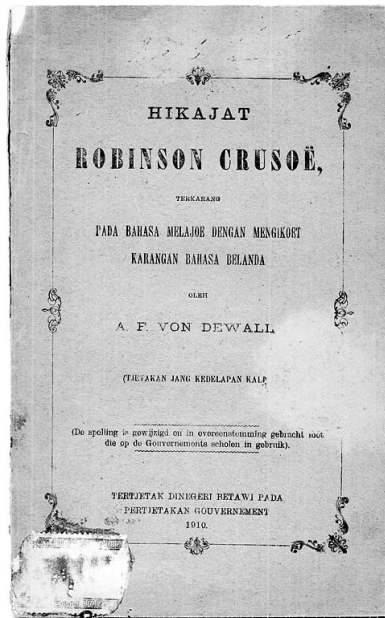 HIKAJAT
ROBINSON CRUSOË,
TERKARANG
PADA BAHASA MELAJOE DENGAN MENGIKOET
KARANGAN BAHASA BELANDA
OLEH
A. F. VON DEWALL
(TJETAKAN JANG KEDELAPAN KALI)
(De spelling is gewijzigd en in overeenstemming gebracht met
die op de Gouvernements scholen in gebruik).
TERTJETAK DINEGERI BETAWI PADA
PERTJETAKAN GOUVERNEMENT
1910.